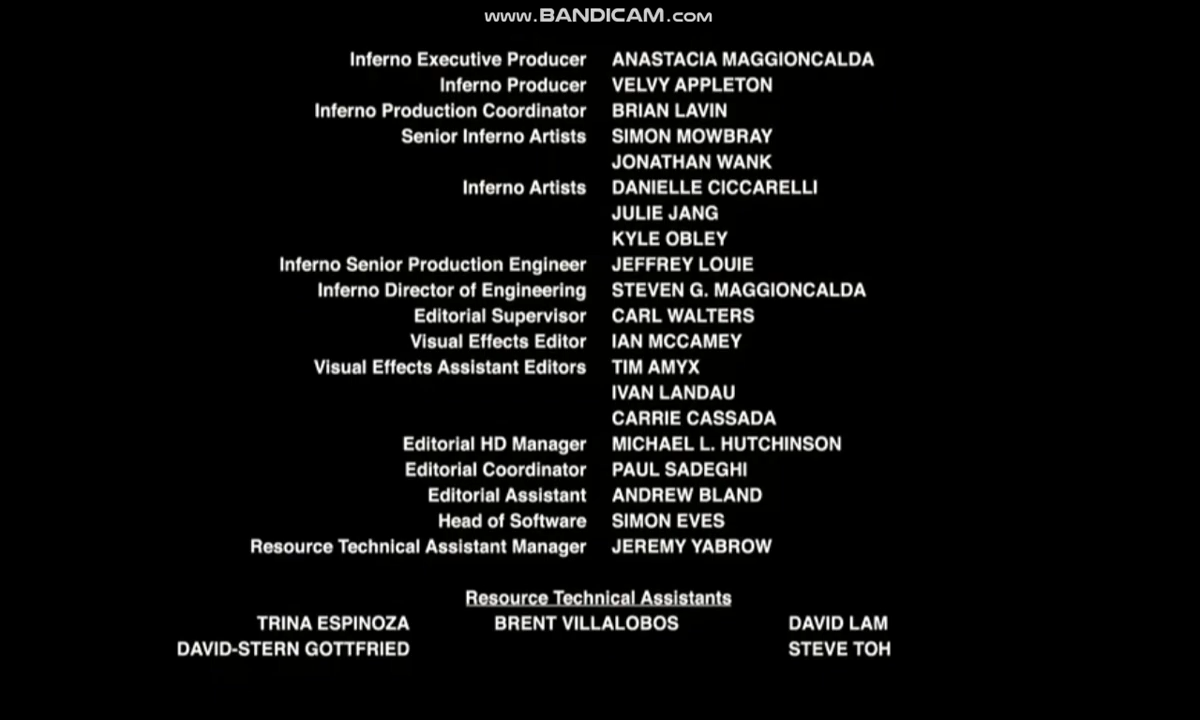 www.BANDICAM.com
Inferno Executive Producer ANASTACIA MAGGIONCALDA
Inferno Producer VELVY APPLETON
Inferno Production Coordinator BRIAN LAVIN
Senior Inferno Artists SIMON MOWBRAY
JONATHAN WANK
Inferno Artists DANIELLE CICCARELLI
JULIE JANG
KYLE OBLEY
Inferno Senior Production Engineer JEFFREY LOUIE
Inferno Director of Engineering STEVEN G. MAGGIONCALDA
Editorial Supervisor CARL WALTERS
Visual Effects Editor IAN MCCAMEY
Visual Effects Assistant Editors TIM AMYX
IVAN LANDAU
CARRIE CASSADA
Editorial HD Manager MICHAEL L. HUTCHINSON
Editorial Coordinator PAUL SADEGHI
Editorial Assistant ANDREW BLAND
Head of Software SIMON EVES
Resource Technical Assistant Manager JEREMY YABROW
Resource Technical Assistants
TRINA ESPINOZA BRENT VILLALOBOS DAVID LAM
DAVID-STERN GOTTFRIED STEVE TOH